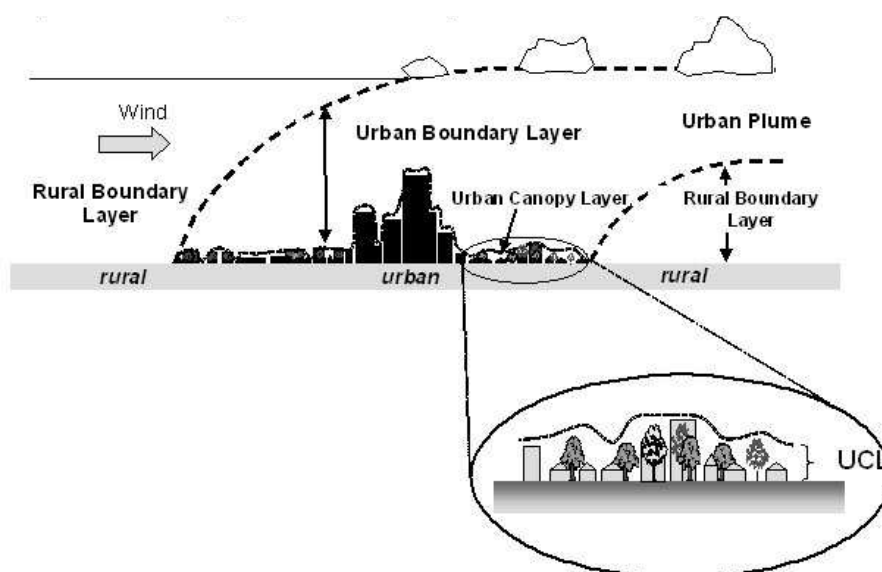 Wind
Urban Boundary Layer
Urban Plume
Rural Boundary
Layer
Urban Canopy Layer
Rural Boundary
Layer
rural
urban
rural
UCL